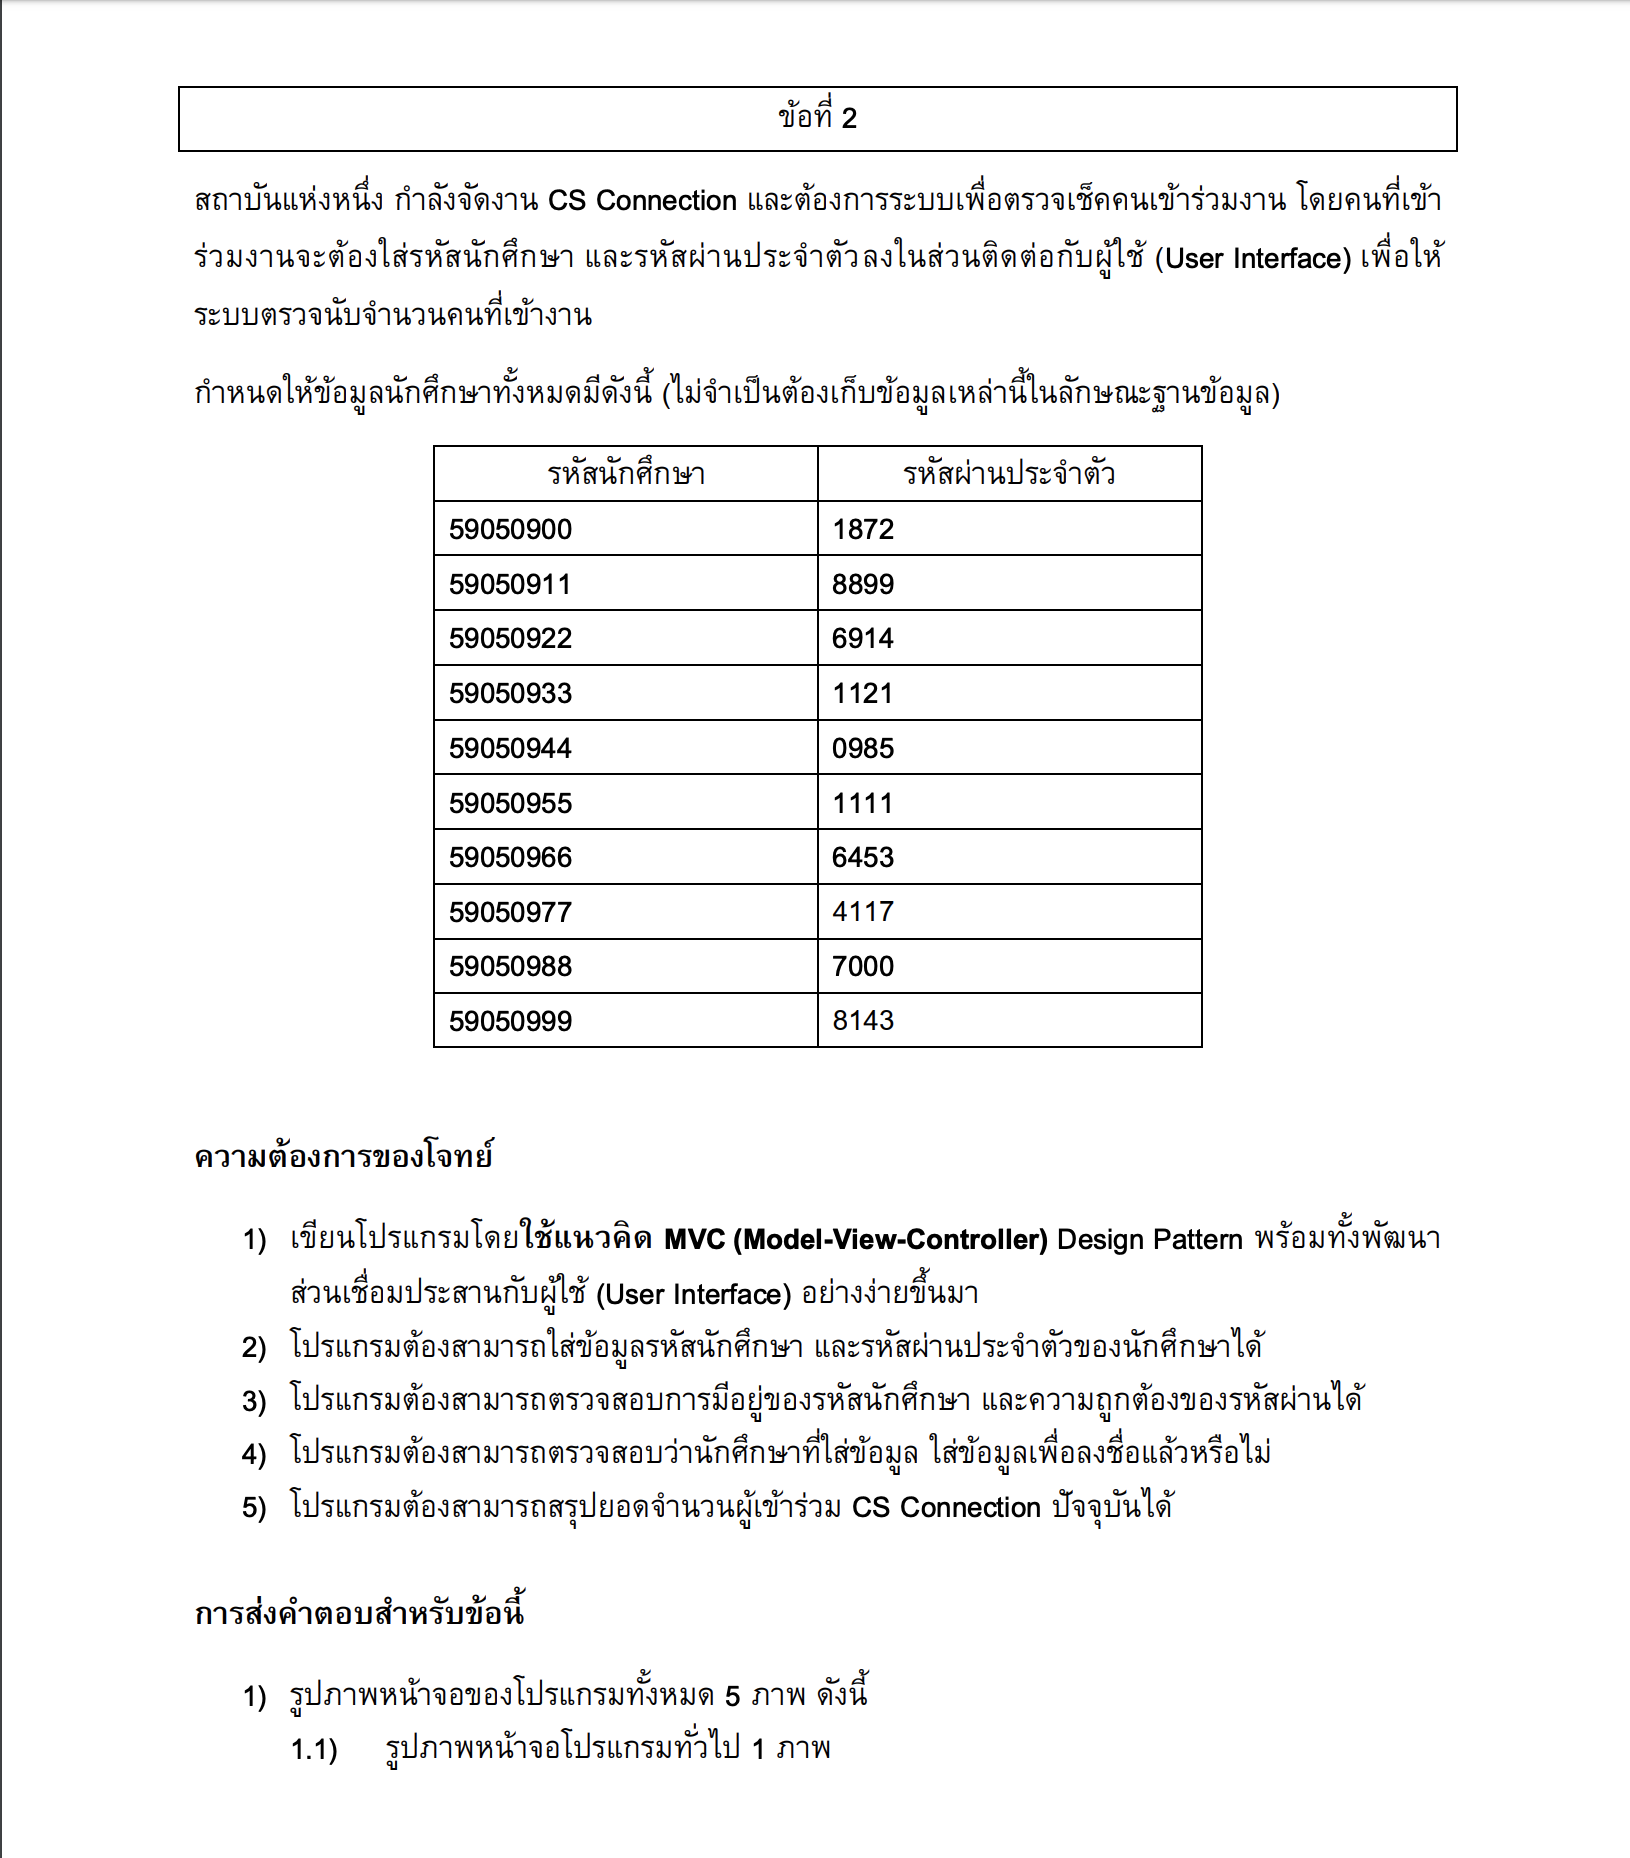 ข้อที่ 2
สถาบันแห่งหนึ่ง กำลังจัดงาน CS Connection และต้องการระบบเพื่อตรวจเช็คคนเข้าร่วมงาน โดยคนที่เข้า
ร่วมงานจะต้องใส่รหัสนักศึกษา และรหัสผ่านประจำตัวลงในส่วนติดต่อกับผู้ใช้ (User Interface) เพื่อให้
ระบบตรวจนับจำนวนคนที่เข้างาน
กำหนดให้ข้อมูลนักศึกษาทั้งหมดมีดังนี้ (ไม่จำเป็นต้องเก็บข้อมูลเหล่านี้ในลักษณะฐานข้อมูล)
รหัสนักศึกษา รหัสผ่านประจำตัว
59050900 1872
59050911 8899
59050922 6914
59050933 1121
59050944 0985
59050955 1111
59050966 6453
59050977 4117
59050988 7000
59050999 8143
ความต้องการของโจทย์
1) เขียนโปรแกรมโดยใช้แนวคิด MVC (Model-View-Controller) Design Pattern พร้อมทั้งพัฒนา
ส่วนเชื่อมประสานกับผู้ใช้ (User Interface) อย่างง่ายขึ้นมา
2) โปรแกรมต้องสามารถใส่ข้อมูลรหัสนักศึกษา และรหัสผ่านประจำตัวของนักศึกษาได้
3) โปรแกรมต้องสามารถตรวจสอบการมีอยู่ของรหัสนักศึกษา และความถูกต้องของรหัสผ่านได้
4) โปรแกรมต้องสามารถตรวจสอบว่านักศึกษาที่ใส่ข้อมูล ใส่ข้อมูลเพื่อลงชื่อแล้วหรือไม่
5) โปรแกรมต้องสามารถสรุปยอดจำนวนผู้เข้าร่วม CS Connection ปัจจุบันได้
การส่งคำตอบสำหรับข้อนี้
1) รูปภาพหน้าจอของโปรแกรมทั้งหมด 5 ภาพ ดังนี้
1.1) รูปภาพหน้าจอโปรแกรมทั่วไป 1 ภาพ